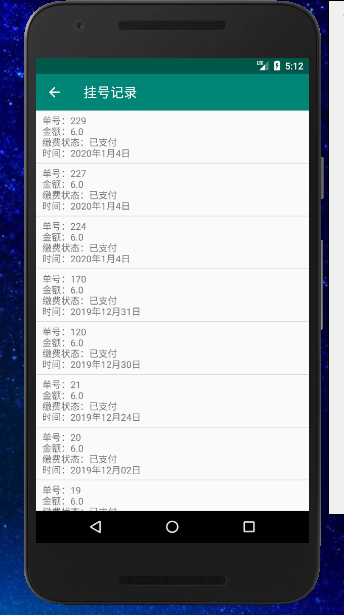 LTE 5:12
挂号记录
单号：229
金额：6.0
缴费状态：已支付
时间：2020年1月4日
单号：227
金额：6.0
缴费状态：已支付
时间：2020年1月4日
单号：224
金额：6.0
缴费状态：已支付
时间：2020年1月4日
单号：170
金额：6.0
缴费状态：已支付
时间：2019年12月31日
单号：120
金额：6.0
缴费状态：已支付
时间：2019年12月30日
单号：21
金额：6.0
缴费状态：已支付
时间：2019年12月24日
单号：20
金额：6.0
缴费状态：已支付
时间：2019年12月02日
单号：19
金额：6.0
缴费状态：已支付